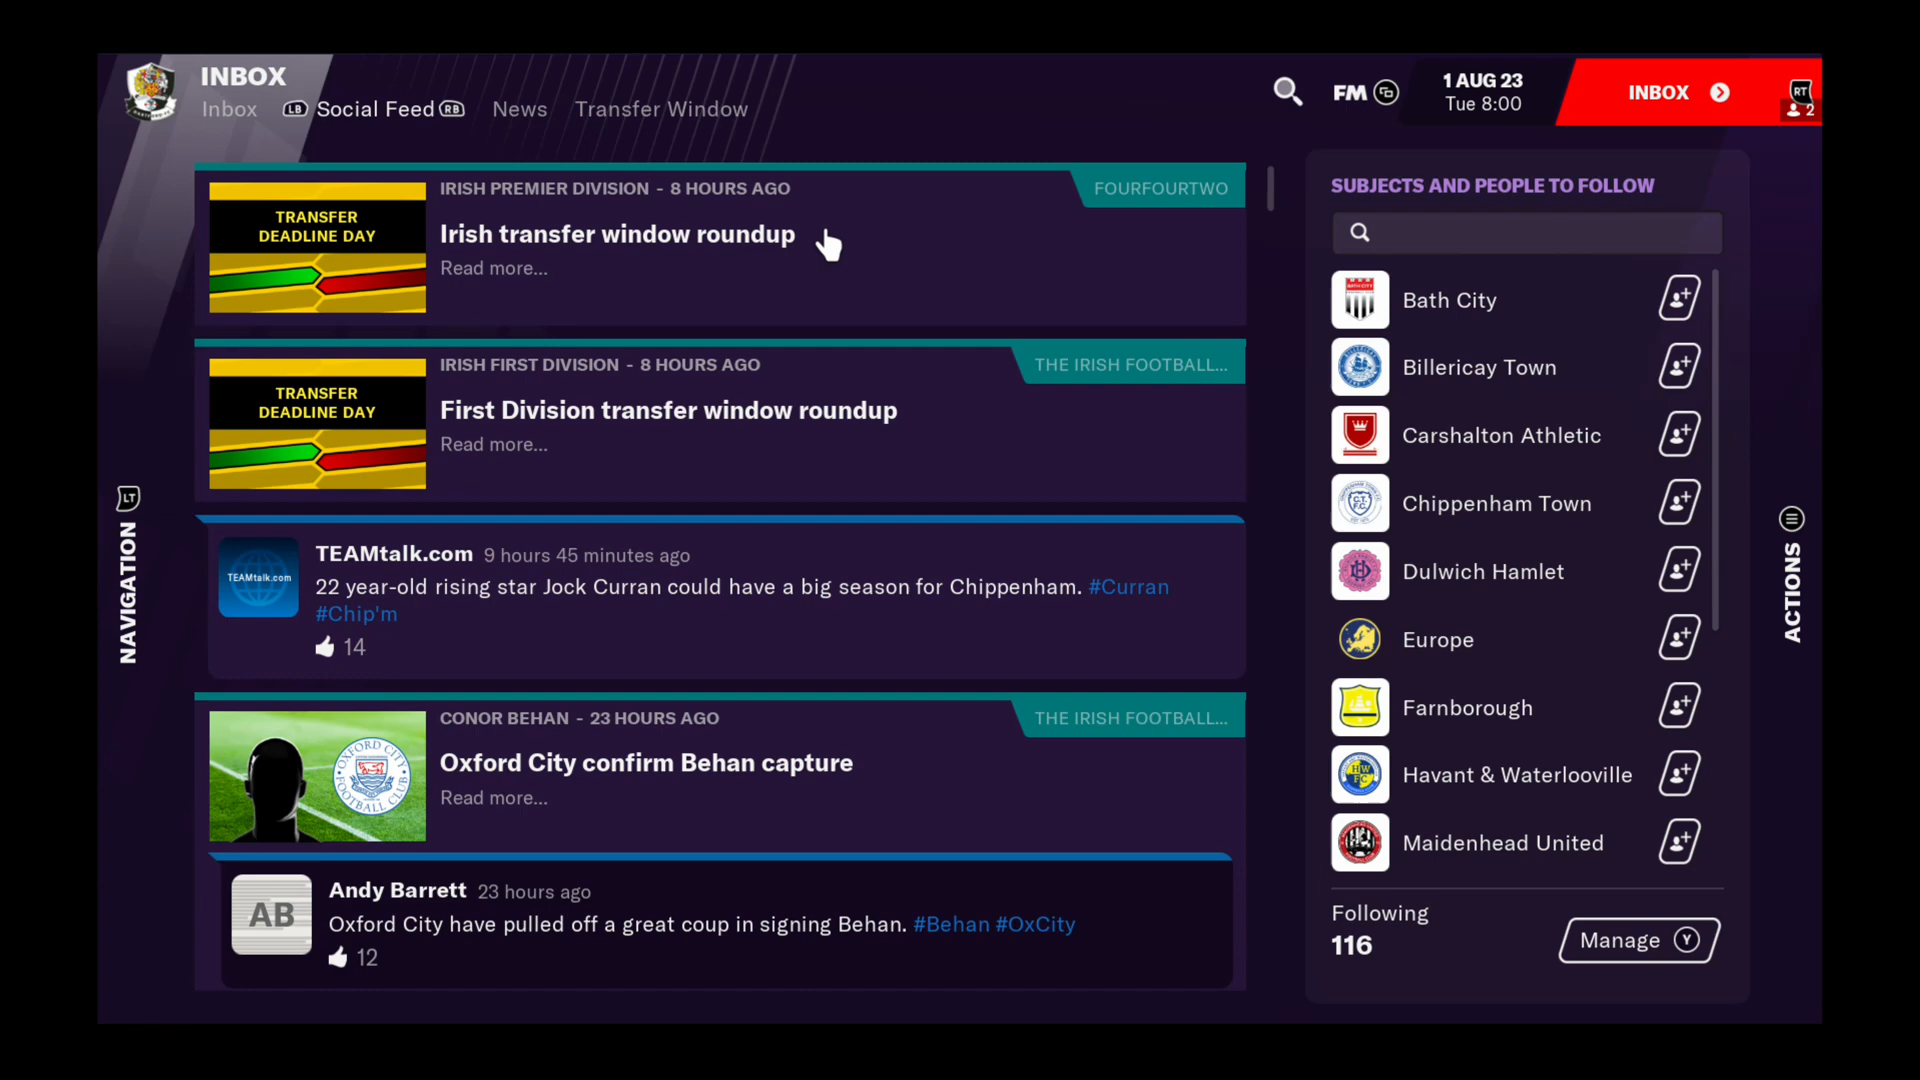 INBOX
Inbox LB Social Feed RB News Transfer Window
FM
1 AUG 23
Tue 8:00
INBOX
RT
2
NAVIGATION LT
TRANSFER
DEADLINE DAY
IRISH PREMIER DIVISION - 8 HOURS AGO
FOURFOURTWO
Irish transfer window roundup
Read more...
TRANSFER
DEADLINE DAY
IRISH FIRST DIVISION - 8 HOURS AGO
THE IRISH FOOTBALL...
First Division transfer window roundup
Read more...
TEAMtalk.com
TEAMtalk.com 9 hours 45 minutes ago
22 year-old rising star Jock Curran could have a big season for Chippenham. #Curran
#Chip'm
14
OXFORD CITY
FOOTBALL CLUB
CONOR BEHAN - 23 HOURS AGO
THE IRISH FOOTBALL...
Oxford City confirm Behan capture
Read more...
AB
Andy Barrett 23 hours ago
Oxford City have pulled off a great coup in signing Behan. #Behan #OxCity
12
SUBJECTS AND PEOPLE TO FOLLOW
Bath City
Billericay Town
Carshalton Athletic
Chippenham Town
Dulwich Hamlet
Europe
Farnborough
Havant & Waterlooville
Maidenhead United
Following
116
Manage Y
ACTIONS